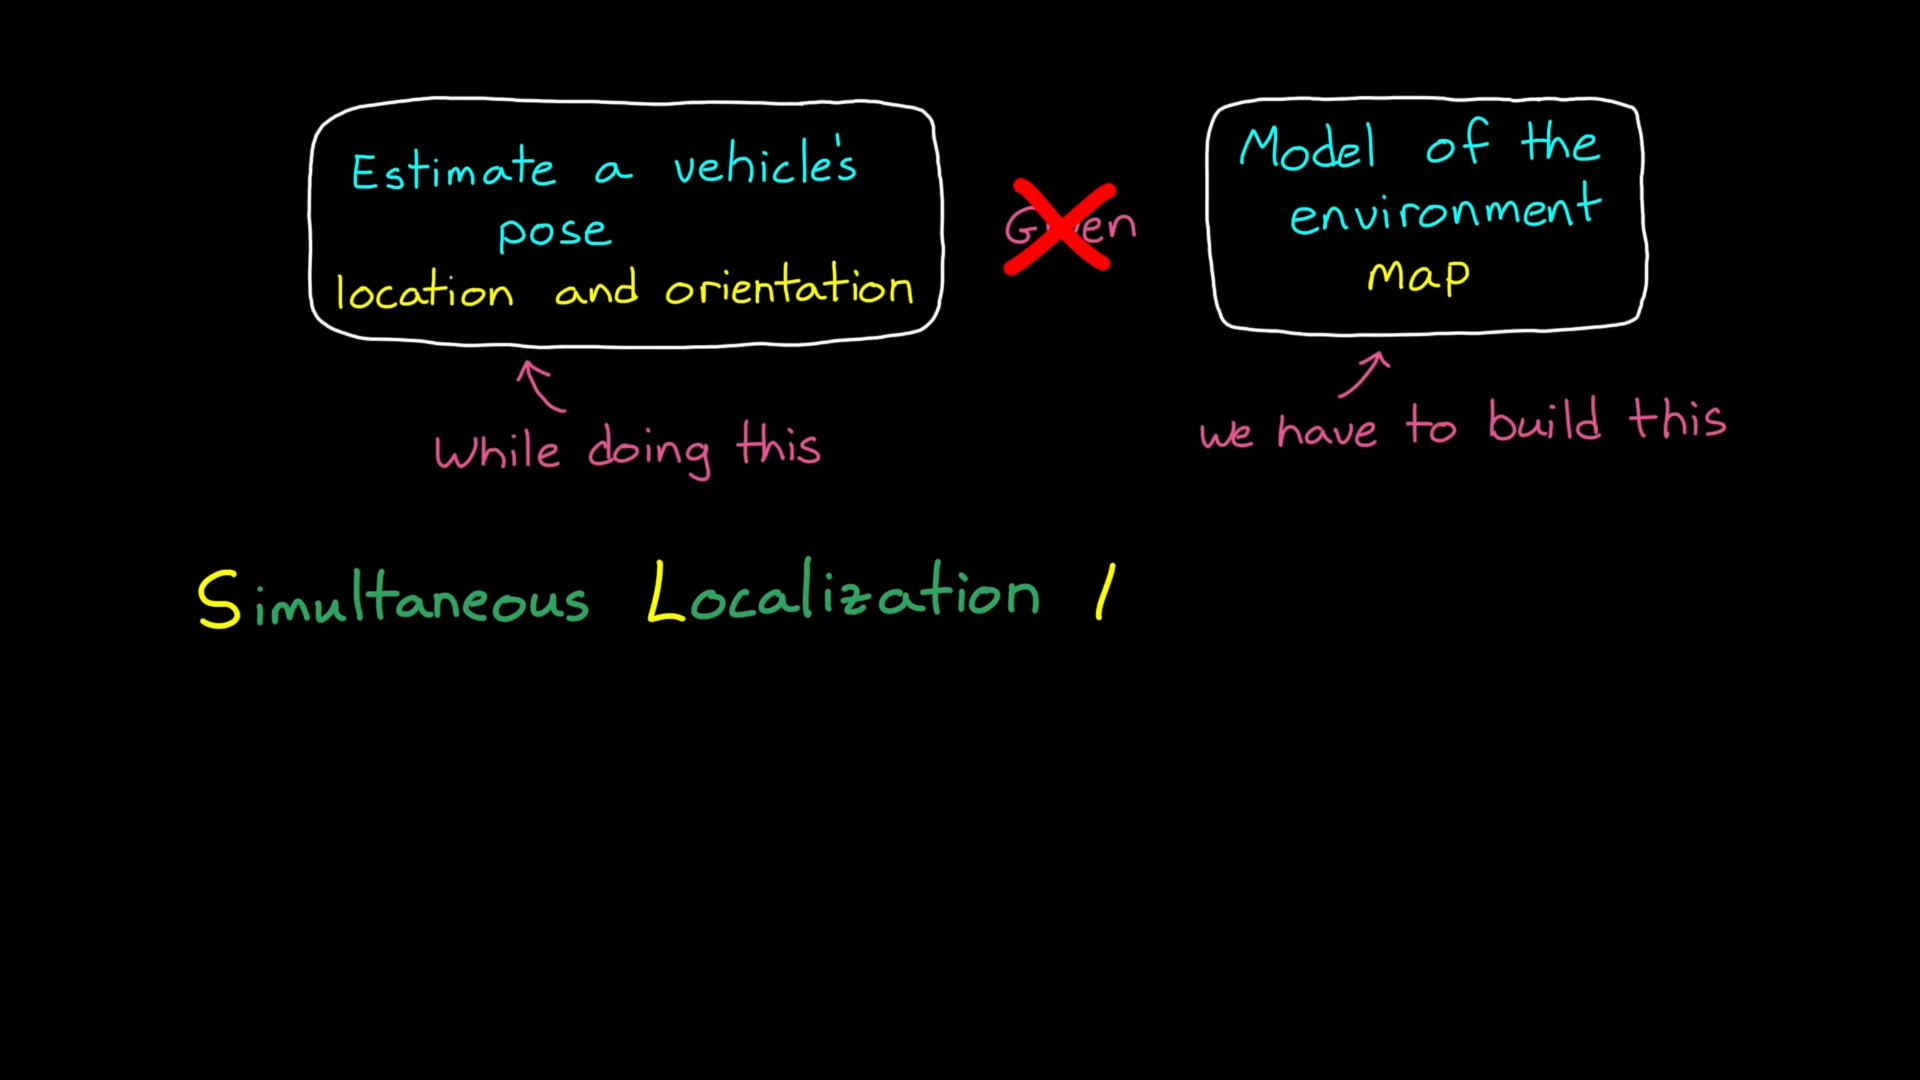 Estimate a vehicle's
pose
location and orientation
Given
Model of the
environment
map
While doing this
we have to build this
Simultaneous Localization